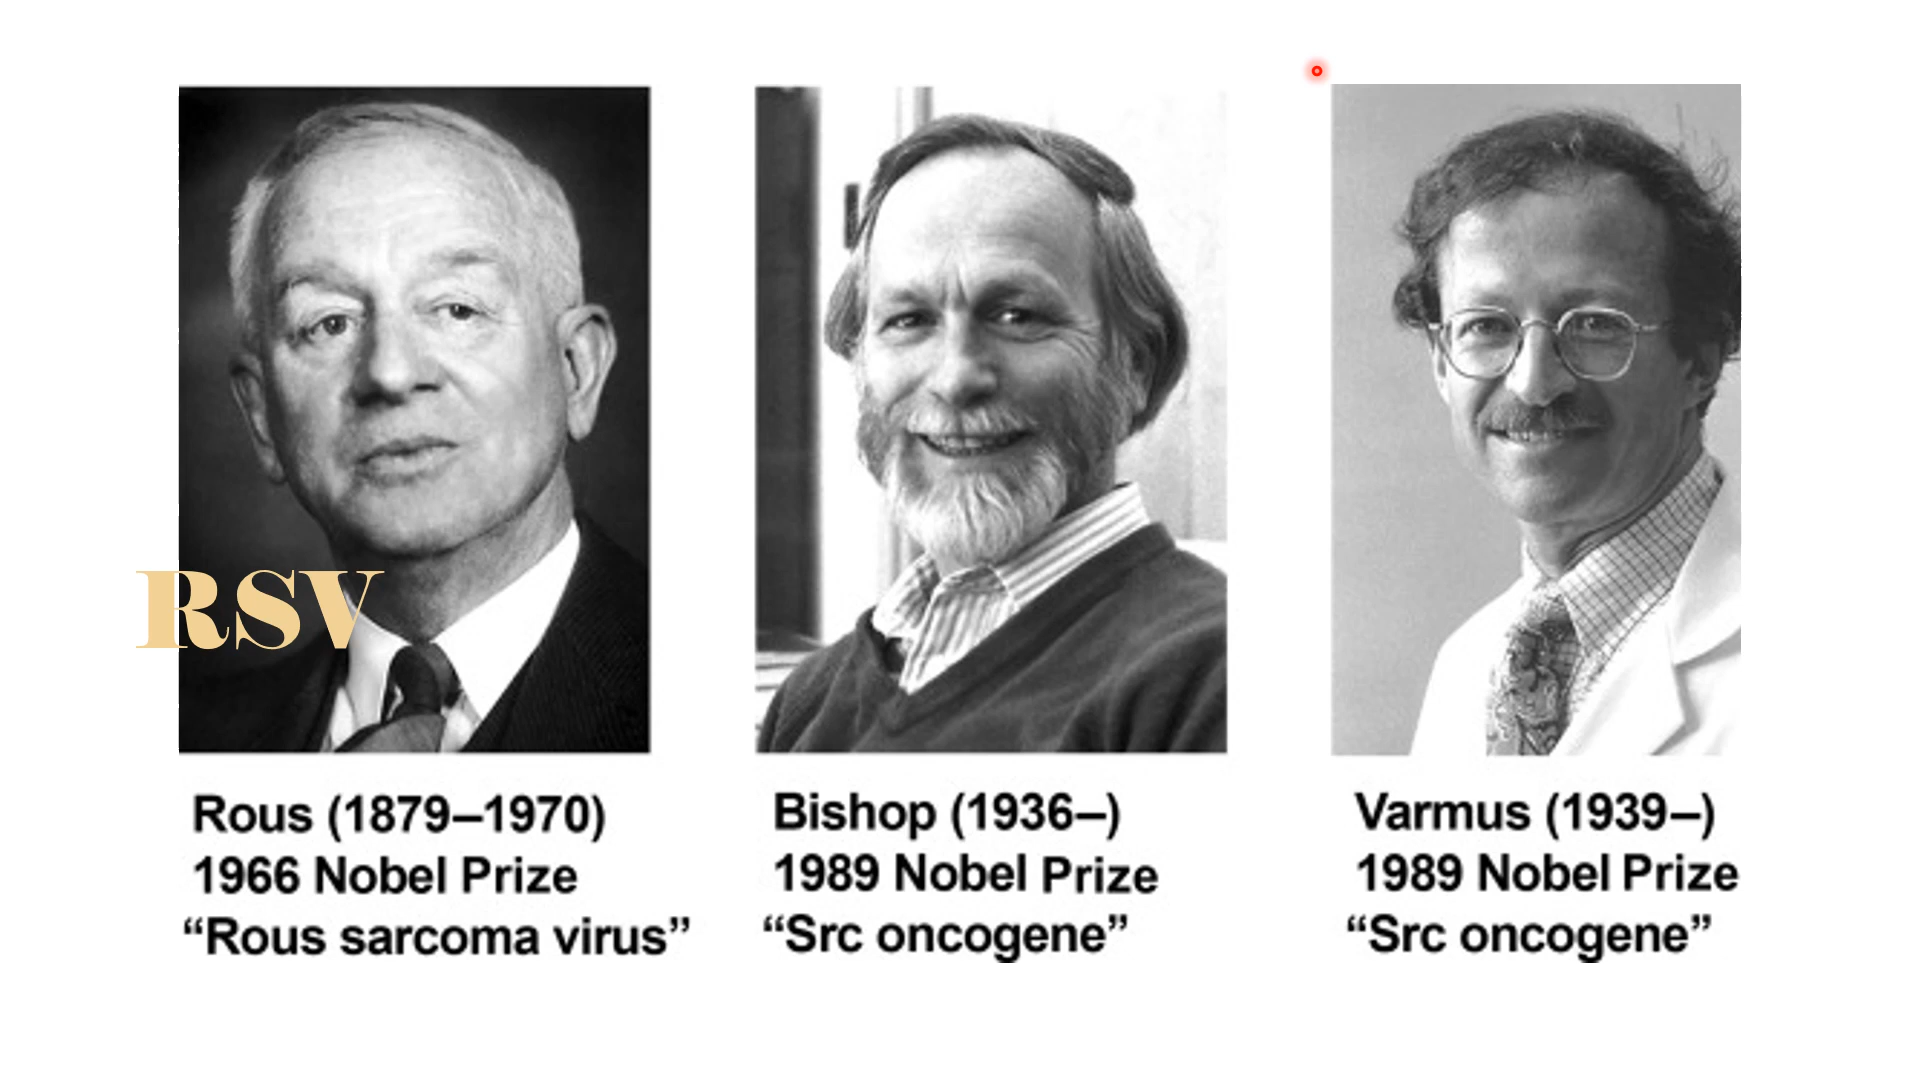 RSV
Rous (1879–1970)
1966 Nobel Prize
“Rous sarcoma virus”
Bishop (1936–)
1989 Nobel Prize
“Src oncogene”
Varmus (1939–)
1989 Nobel Prize
“Src oncogene”